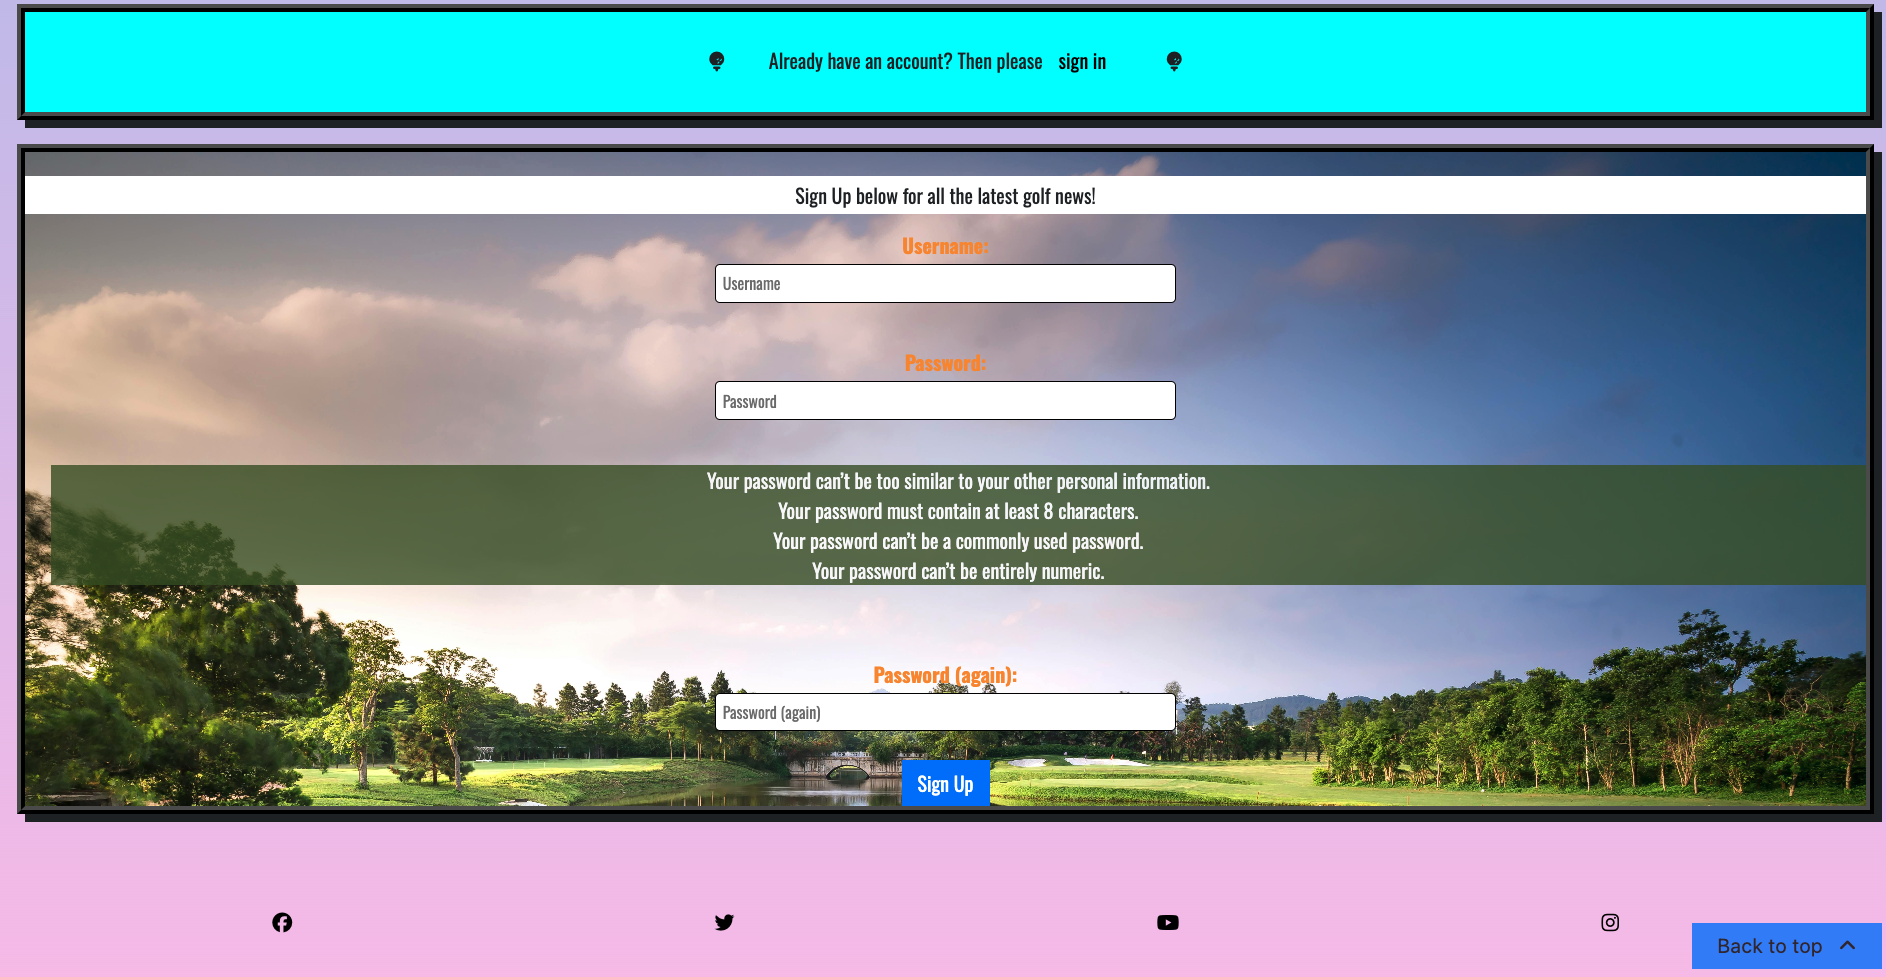 Already have an account? Then please sign in
Sign Up below for all the latest golf news!
Username:
Username
Password:
Password
Your password can’t be too similar to your other personal information.
Your password must contain at least 8 characters.
Your password can’t be a commonly used password.
Your password can’t be entirely numeric.
Password (again):
Password (again)
Sign Up
Back to top